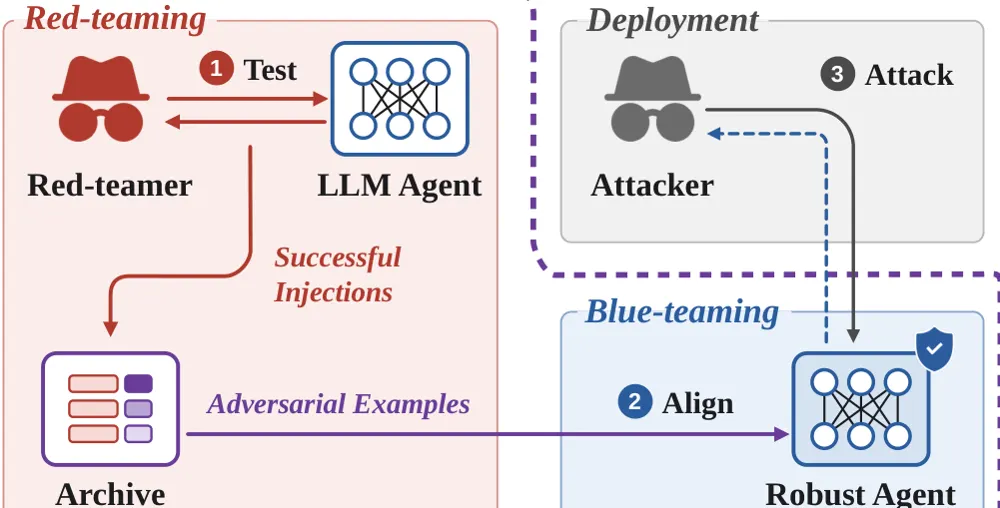 Red-teaming
1 Test
Red-teamer
LLM Agent
Successful
Injections
Adversarial Examples
Archive
Deployment
3 Attack
Attacker
Blue-teaming
2 Align
Robust Agent